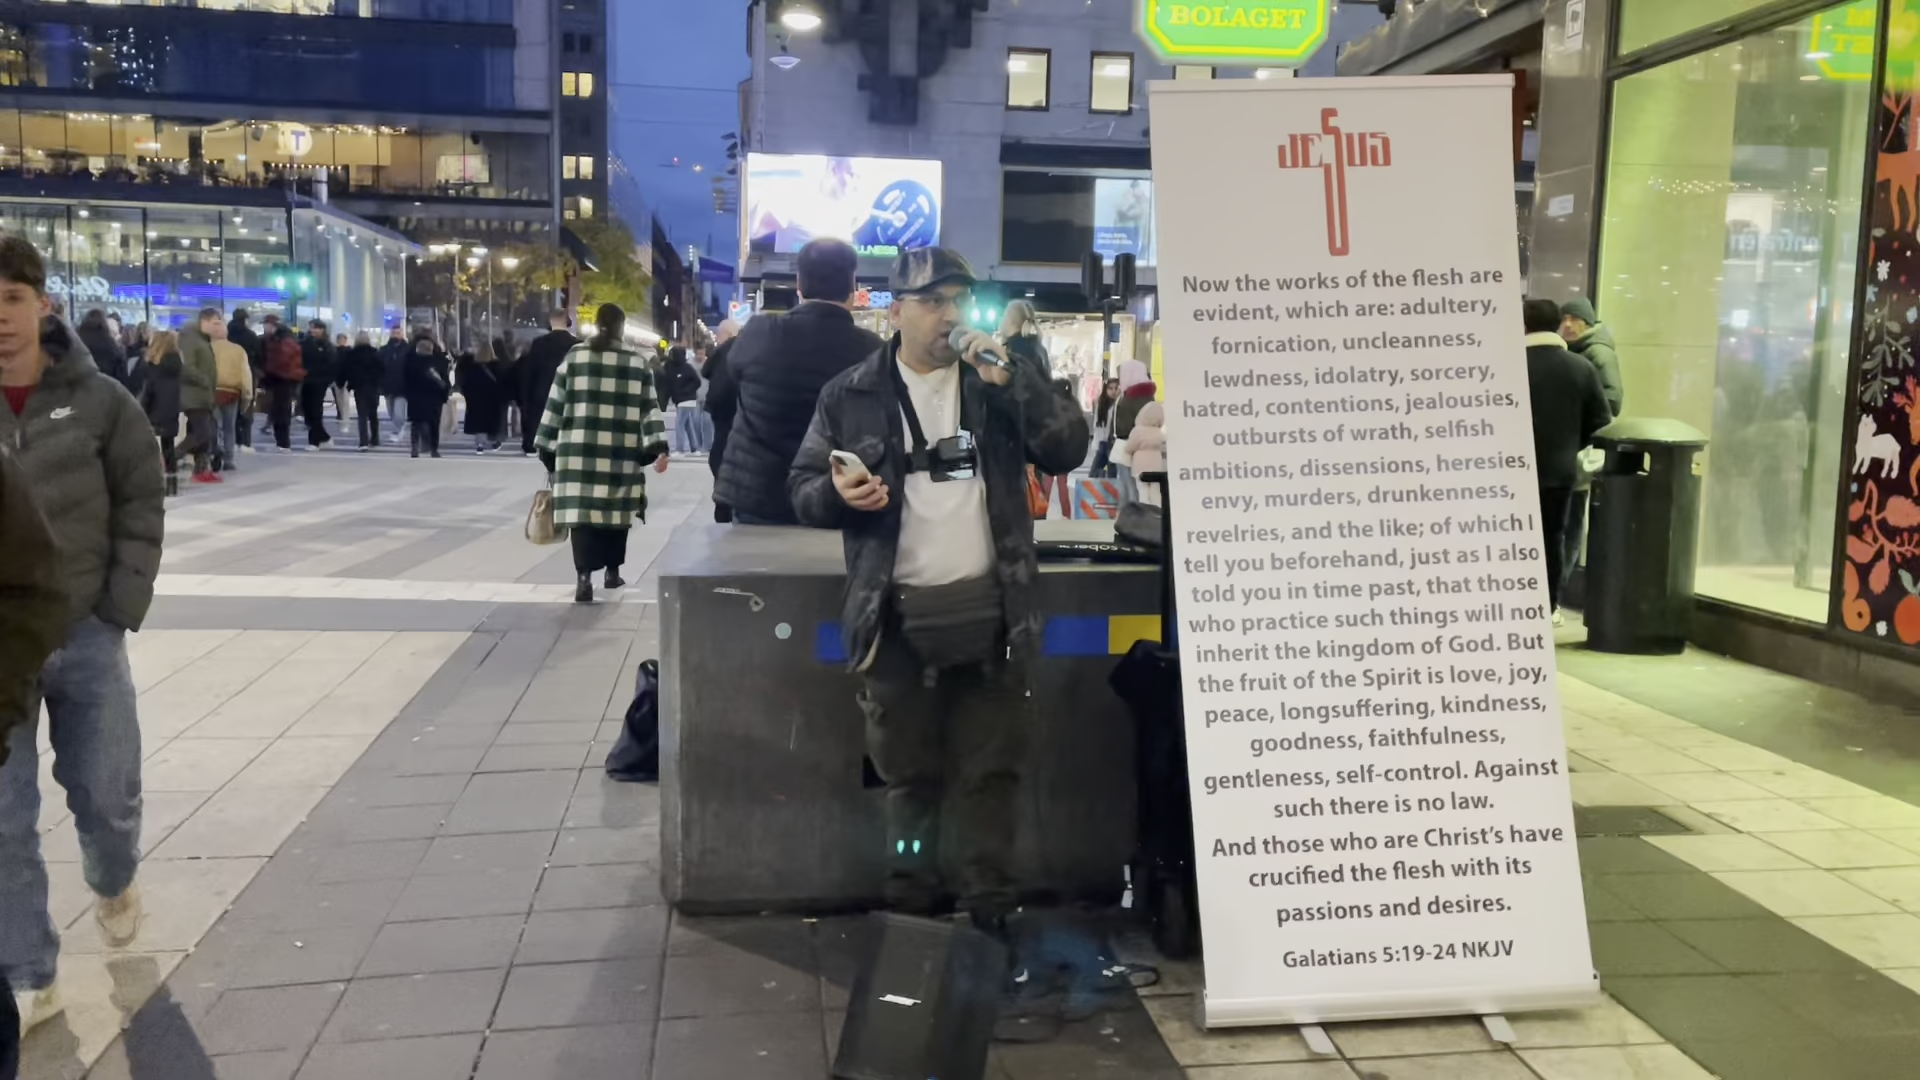 BOLAGET
T
LLNESS
JESUS
Now the works of the flesh are
evident, which are: adultery,
fornication, uncleanness,
lewdness, idolatry, sorcery,
hatred, contentions, jealousies,
outbursts of wrath, selfish
ambitions, dissensions, heresies,
envy, murders, drunkenness,
revelries, and the like; of which I
tell you beforehand, just as I also
told you in time past, that those
who practice such things will not
inherit the kingdom of God. But
the fruit of the Spirit is love, joy,
peace, longsuffering, kindness,
goodness, faithfulness,
gentleness, self-control. Against
such there is no law.
And those who are Christ's have
crucified the flesh with its
passions and desires.
Galatians 5:19-24 NKJV